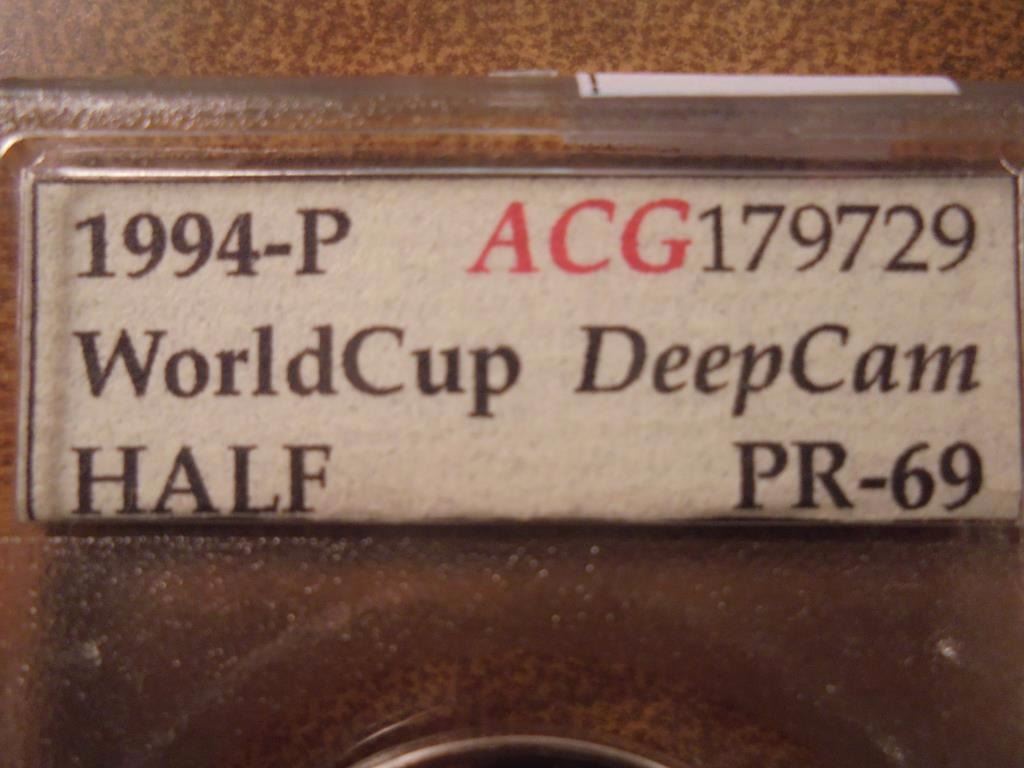 1994-P ACG179729
WorldCup DeepCam
HALF PR-69